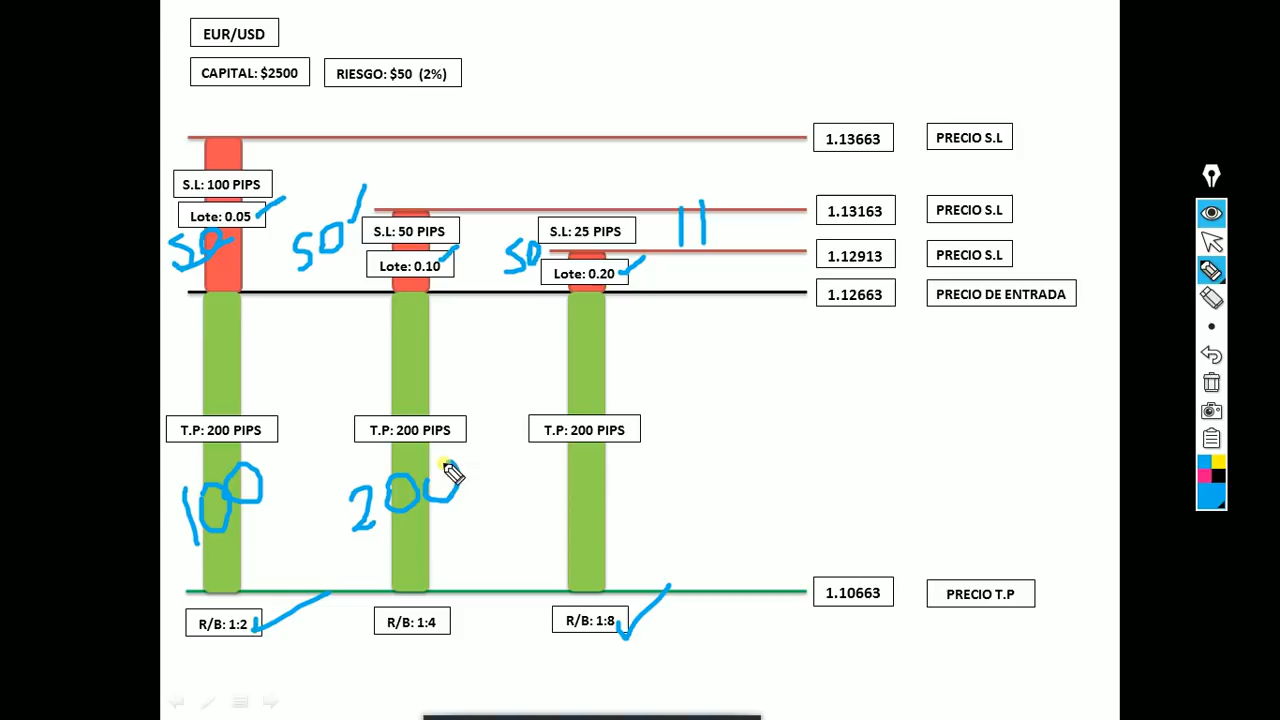 EUR/USD
CAPITAL: $2500 RIESGO: $50 (2%)
1.13663 PRECIO S.L
S.L: 100 PIPS
Lote: 0.05
50
50
1.13163 PRECIO S.L
S.L: 50 PIPS
Lote: 0.10
S.L: 25 PIPS
50
Lote: 0.20
11
1.12913 PRECIO S.L
1.12663 PRECIO DE ENTRADA
T.P: 200 PIPS T.P: 200 PIPS T.P: 200 PIPS
100 200
1.10663 PRECIO T.P
R/B: 1:2 R/B: 1:4 R/B: 1:8